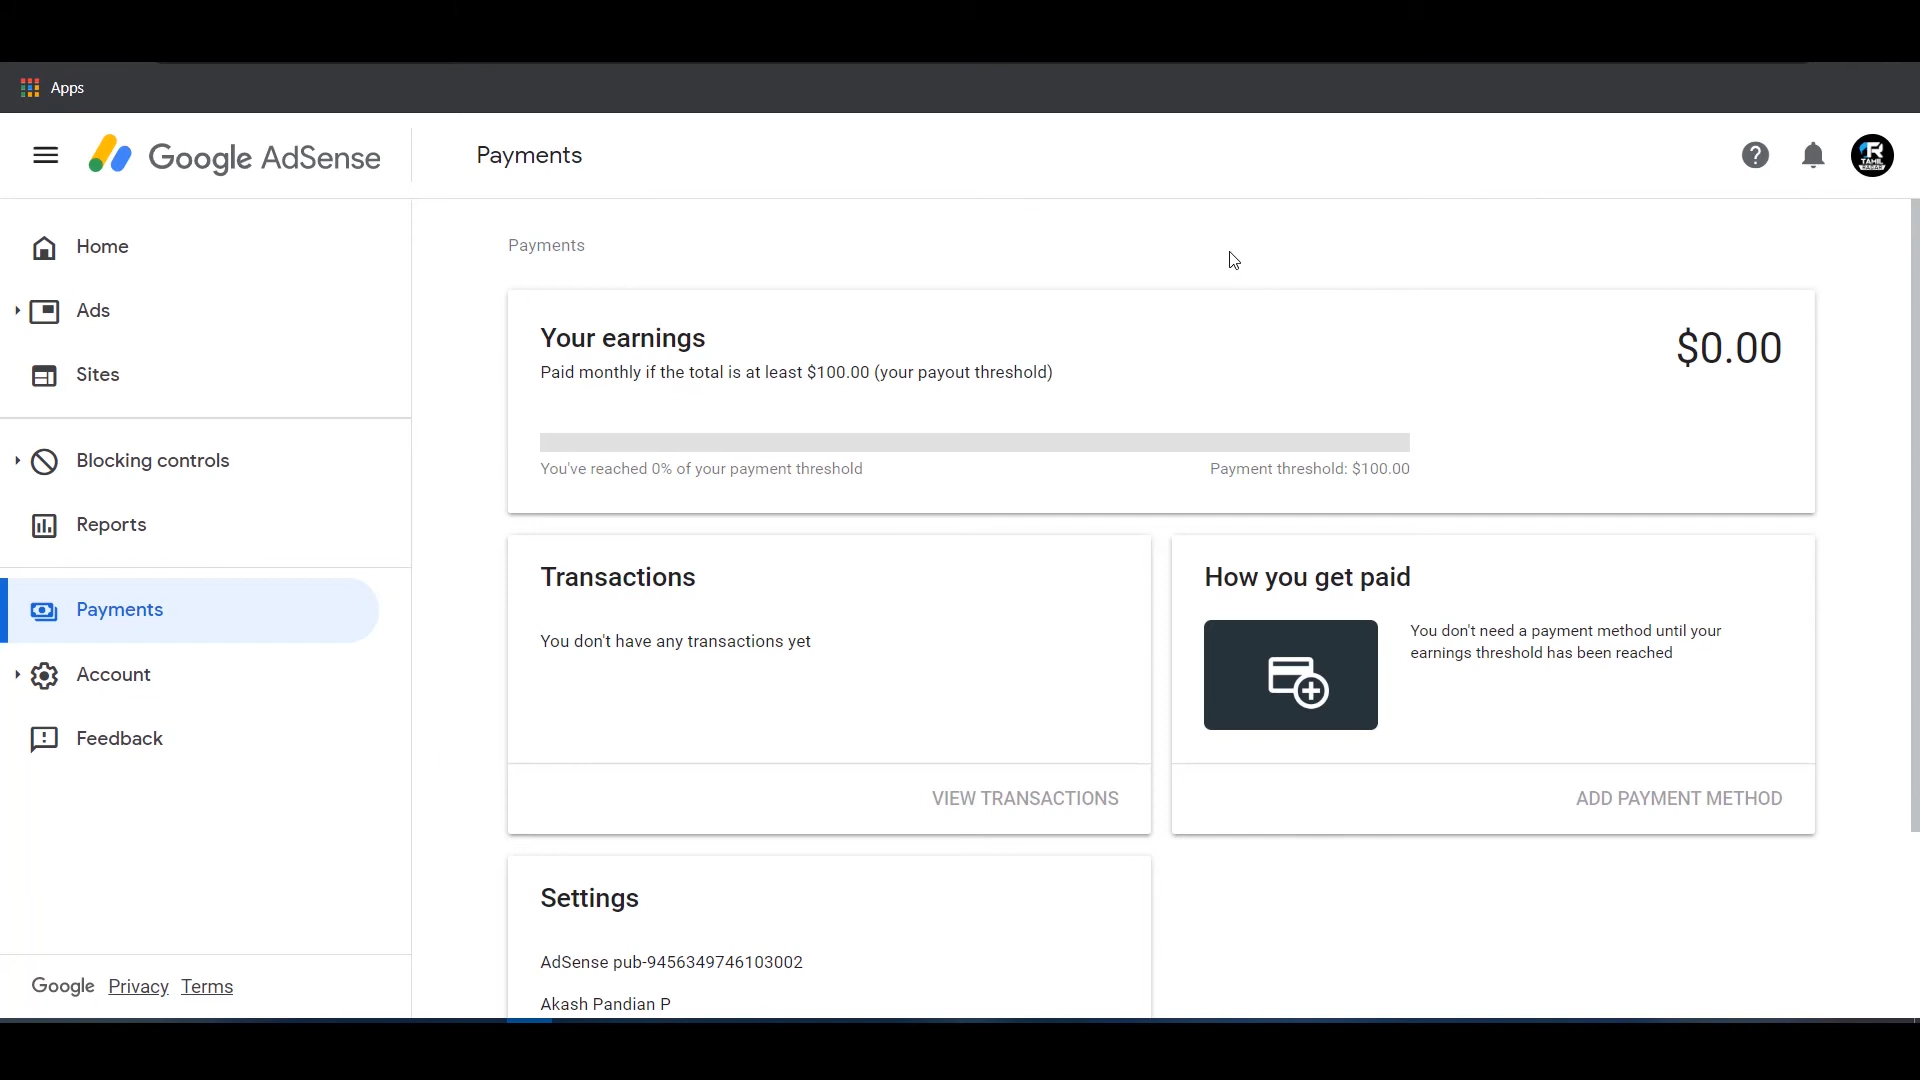 Apps
Google AdSense
Payments
R
TAMIL
Home
Ads
Sites
Blocking controls
Reports
Payments
Account
Feedback
Google Privacy Terms
Payments
Your earnings
$0.00
Paid monthly if the total is at least $100.00 (your payout threshold)
You've reached 0% of your payment threshold
Payment threshold: $100.00
Transactions
You don't have any transactions yet
VIEW TRANSACTIONS
How you get paid
You don't need a payment method until your
earnings threshold has been reached
ADD PAYMENT METHOD
Settings
AdSense pub-9456349746103002
Akash Pandian P